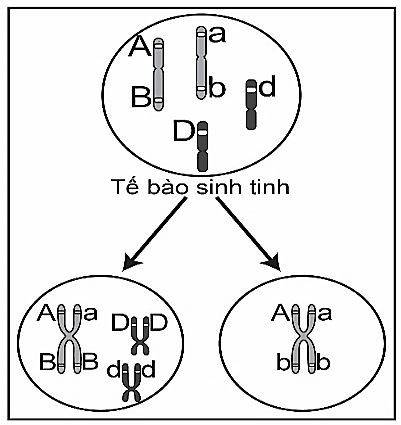 A a
B b
D d
Tế bào sinh tinh
A a
B B
D D
d d
A a
b b